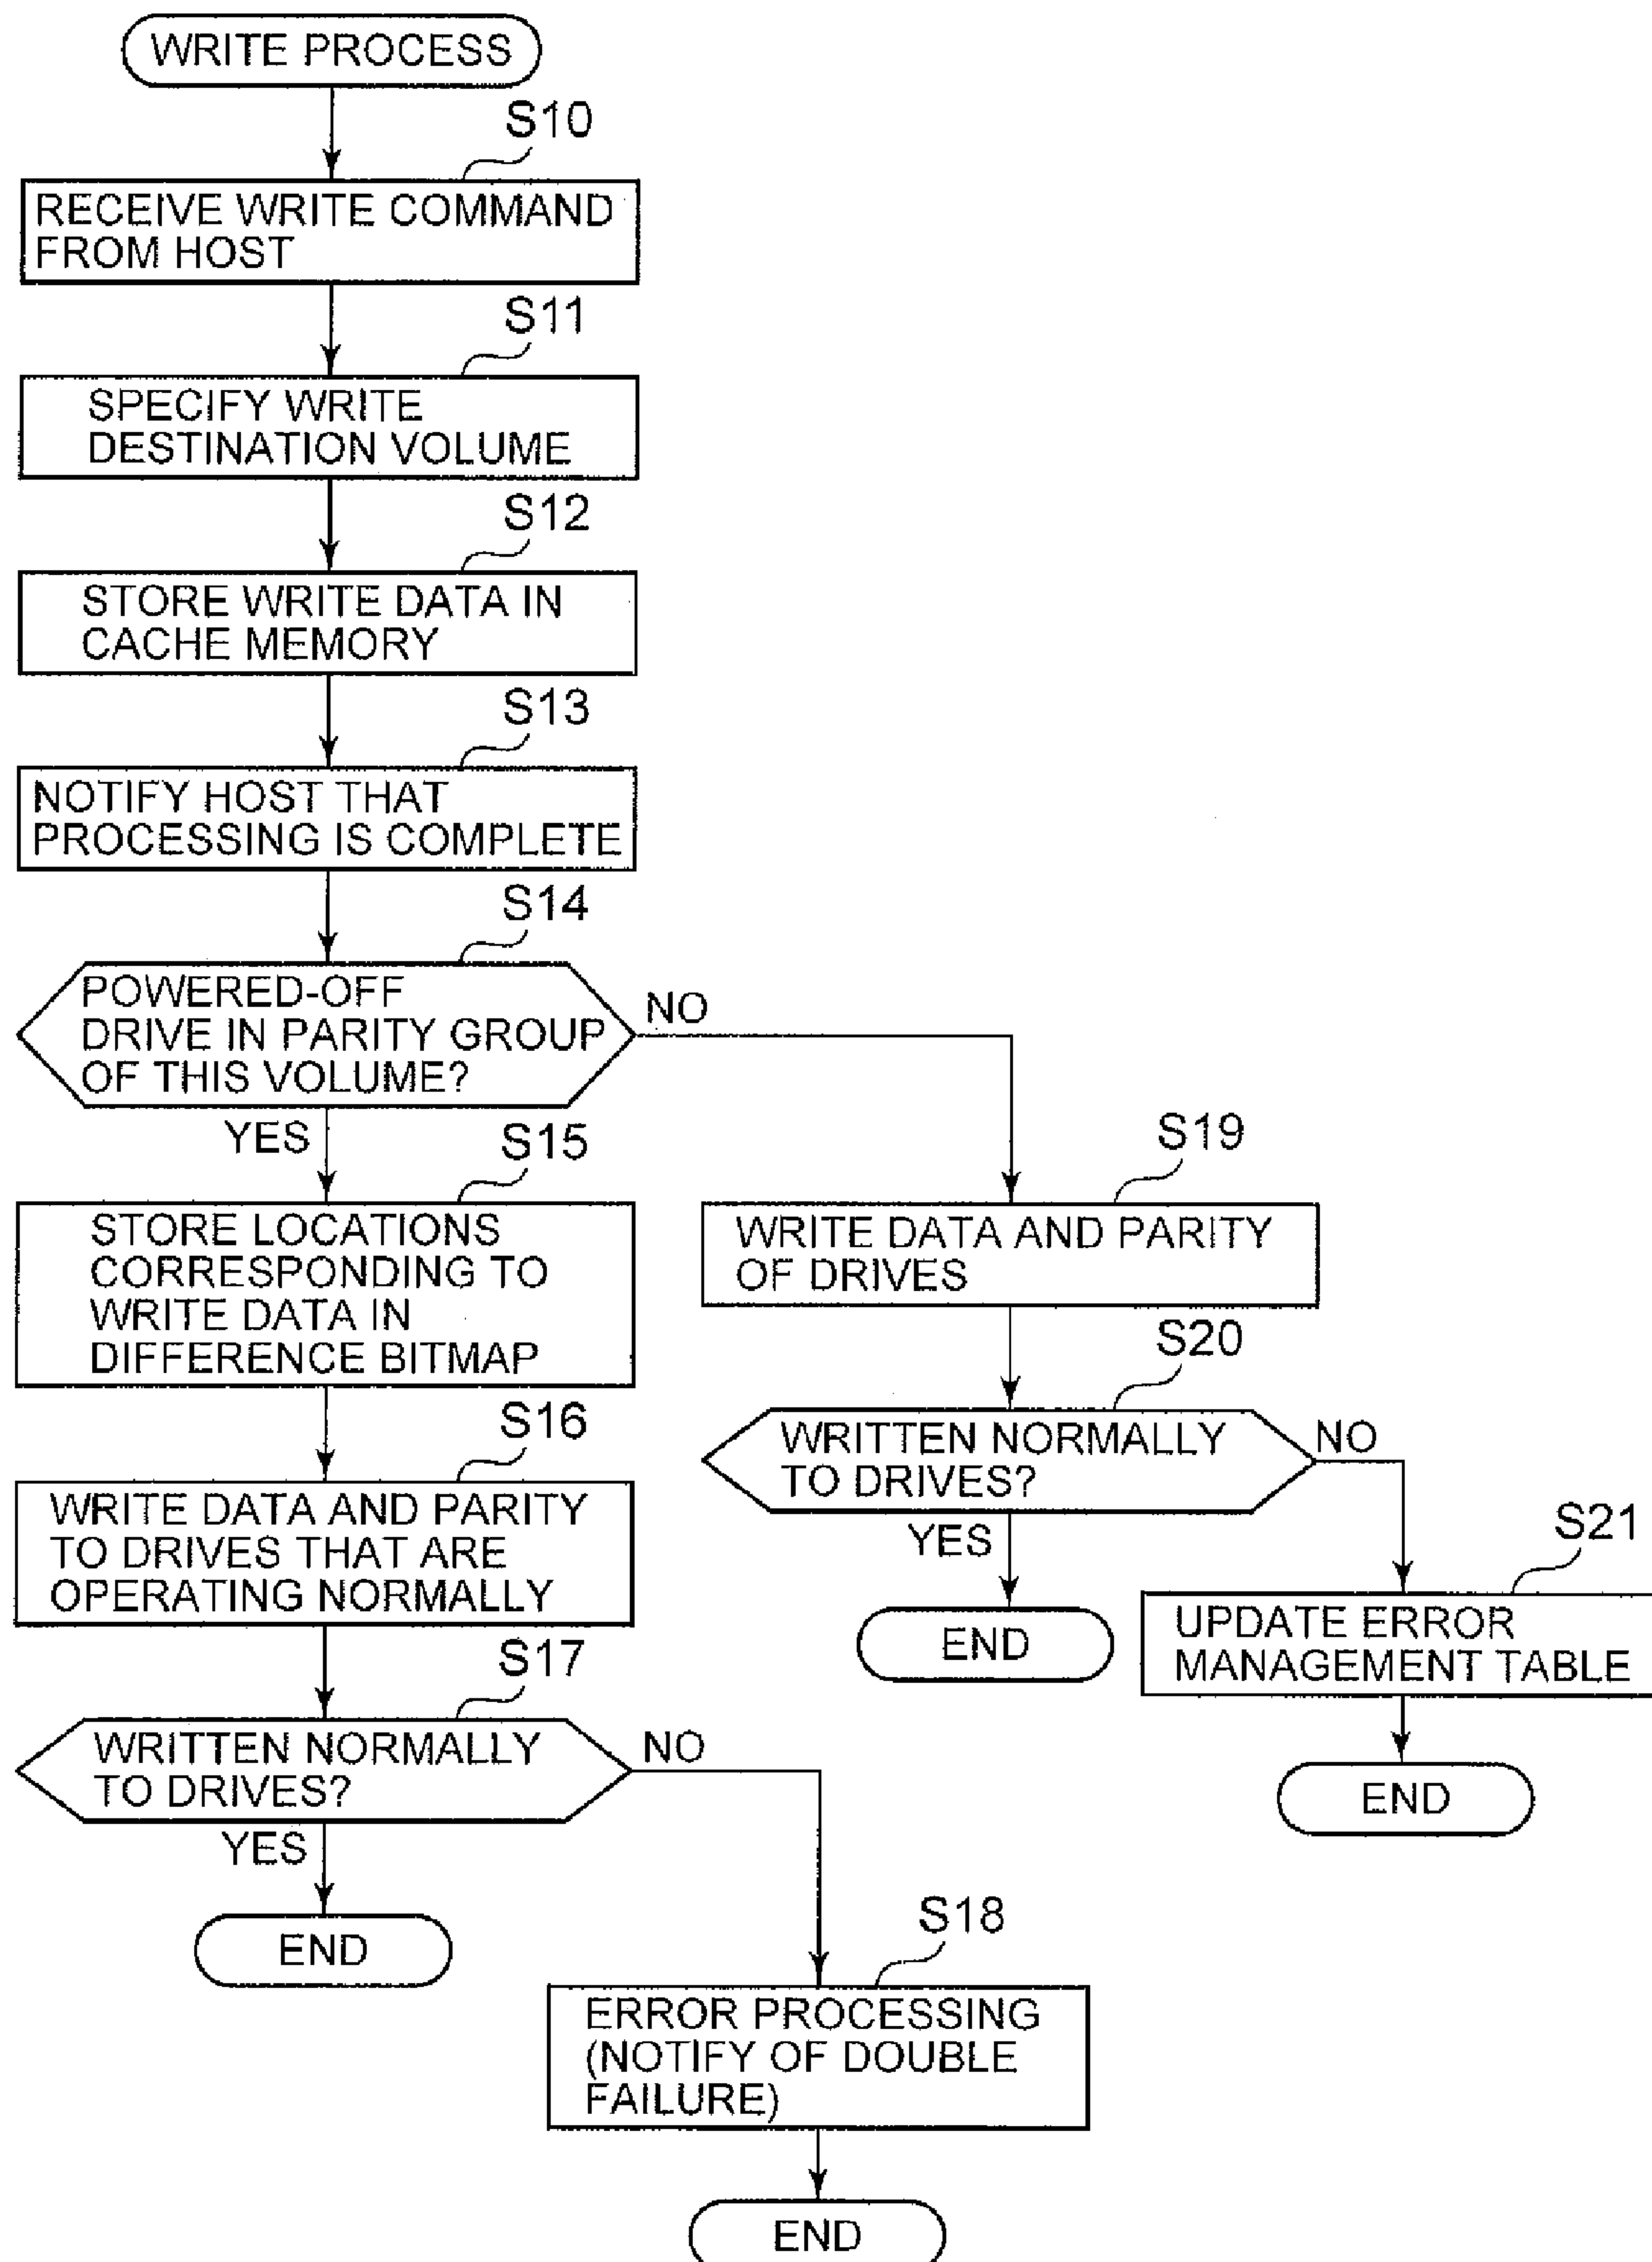 WRITE PROCESS
S10
RECEIVE WRITE COMMAND
FROM HOST
S11
SPECIFY WRITE
DESTINATION VOLUME
S12
STORE WRITE DATA IN
CACHE MEMORY
S13
NOTIFY HOST THAT
PROCESSING IS COMPLETE
S14
POWERED-OFF
DRIVE IN PARITY GROUP
OF THIS VOLUME?
NO
YES
S15
STORE LOCATIONS
CORRESPONDING TO
WRITE DATA IN
DIFFERENCE BITMAP
S16
WRITE DATA AND PARITY
TO DRIVES THAT ARE
OPERATING NORMALLY
S17
WRITTEN NORMALLY
TO DRIVES?
NO
YES
END
S18
ERROR PROCESSING
(NOTIFY OF DOUBLE
FAILURE)
END
S19
WRITE DATA AND PARITY
OF DRIVES
S20
WRITTEN NORMALLY
TO DRIVES?
NO
YES
END
S21
UPDATE ERROR
MANAGEMENT TABLE
END